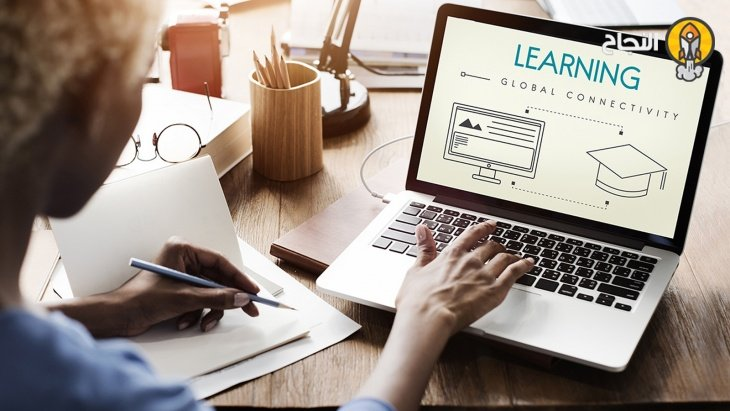 النجاح
LEARNING
GLOBAL CONNECTIVITY